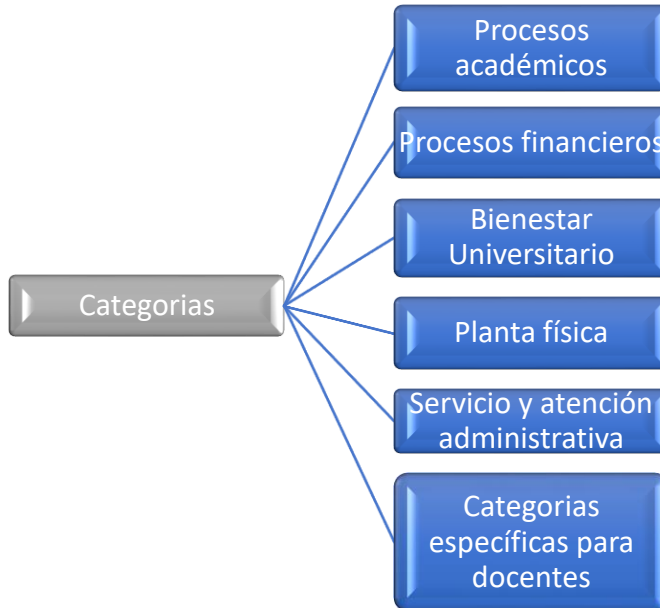 Procesos
académicos
Procesos financieros
Bienestar
Universitario
Categorias
Planta física
Servicio y atención
administrativa
Categorias
específicas para
docentes